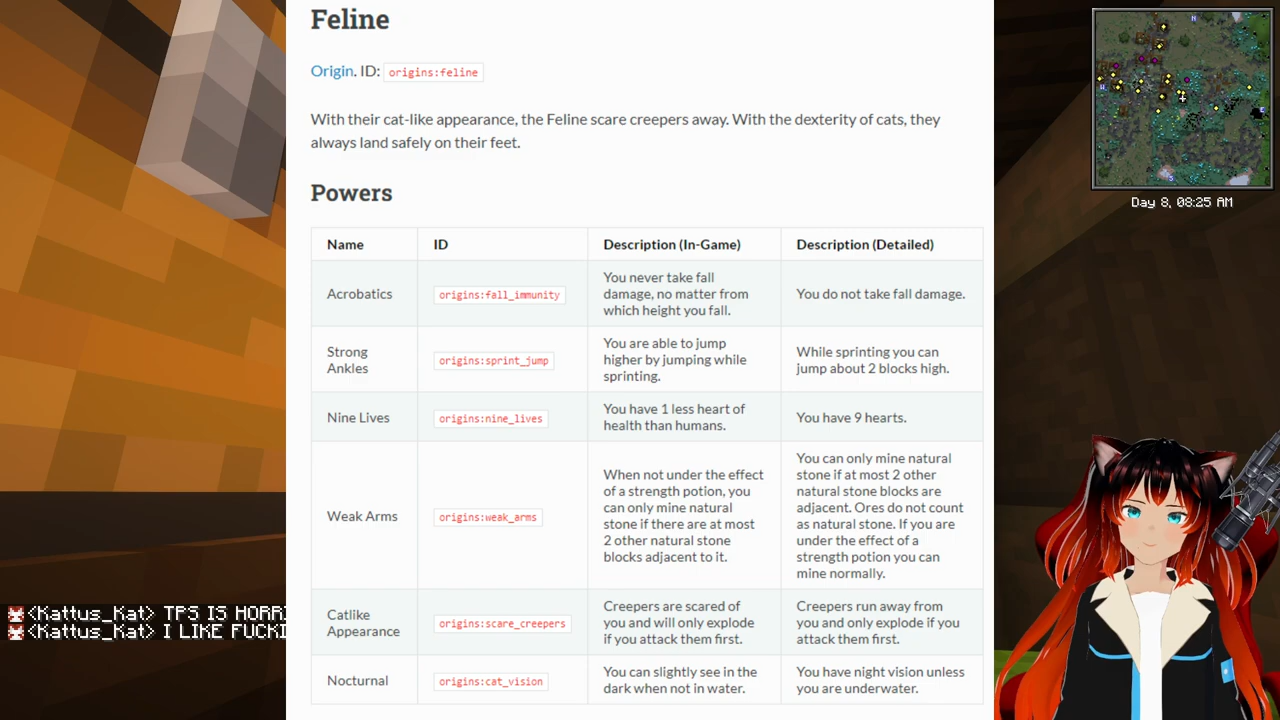 Feline
Origin. ID: origins:feline
With their cat-like appearance, the Feline scare creepers away. With the dexterity of cats, they
always land safely on their feet.
Powers
Name ID Description (In-Game) Description (Detailed)
Acrobatics
origins:fall_immunity
You never take fall
damage, no matter from
which height you fall.
You do not take fall damage.
Strong
Ankles
origins:sprint_jump
You are able to jump
higher by jumping while
sprinting.
While sprinting you can
jump about 2 blocks high.
Nine Lives
origins:nine_lives
You have 1 less heart of
health than humans.
You have 9 hearts.
Weak Arms
origins:weak_arms
When not under the effect
of a strength potion, you
can only mine natural
stone if there are at most
2 other natural stone
blocks adjacent to it.
You can only mine natural
stone if at most 2 other
natural stone blocks are
adjacent. Ores do not count
as natural stone. If you are
under the effect of a
strength potion you can
mine normally.
Catlike
Appearance
origins:scare_creepers
Creepers are scared of
you and will only explode
if you attack them first.
Creepers run away from
you and only explode if you
attack them first.
Nocturnal
origins:cat_vision
You can slightly see in the
dark when not in water.
You have night vision unless
you are underwater.
N
W
E
S
Day 8, 08:25 AM
<Kattus_Kat> TPS IS HORRI
<Kattus_Kat> I LIKE FUCKI